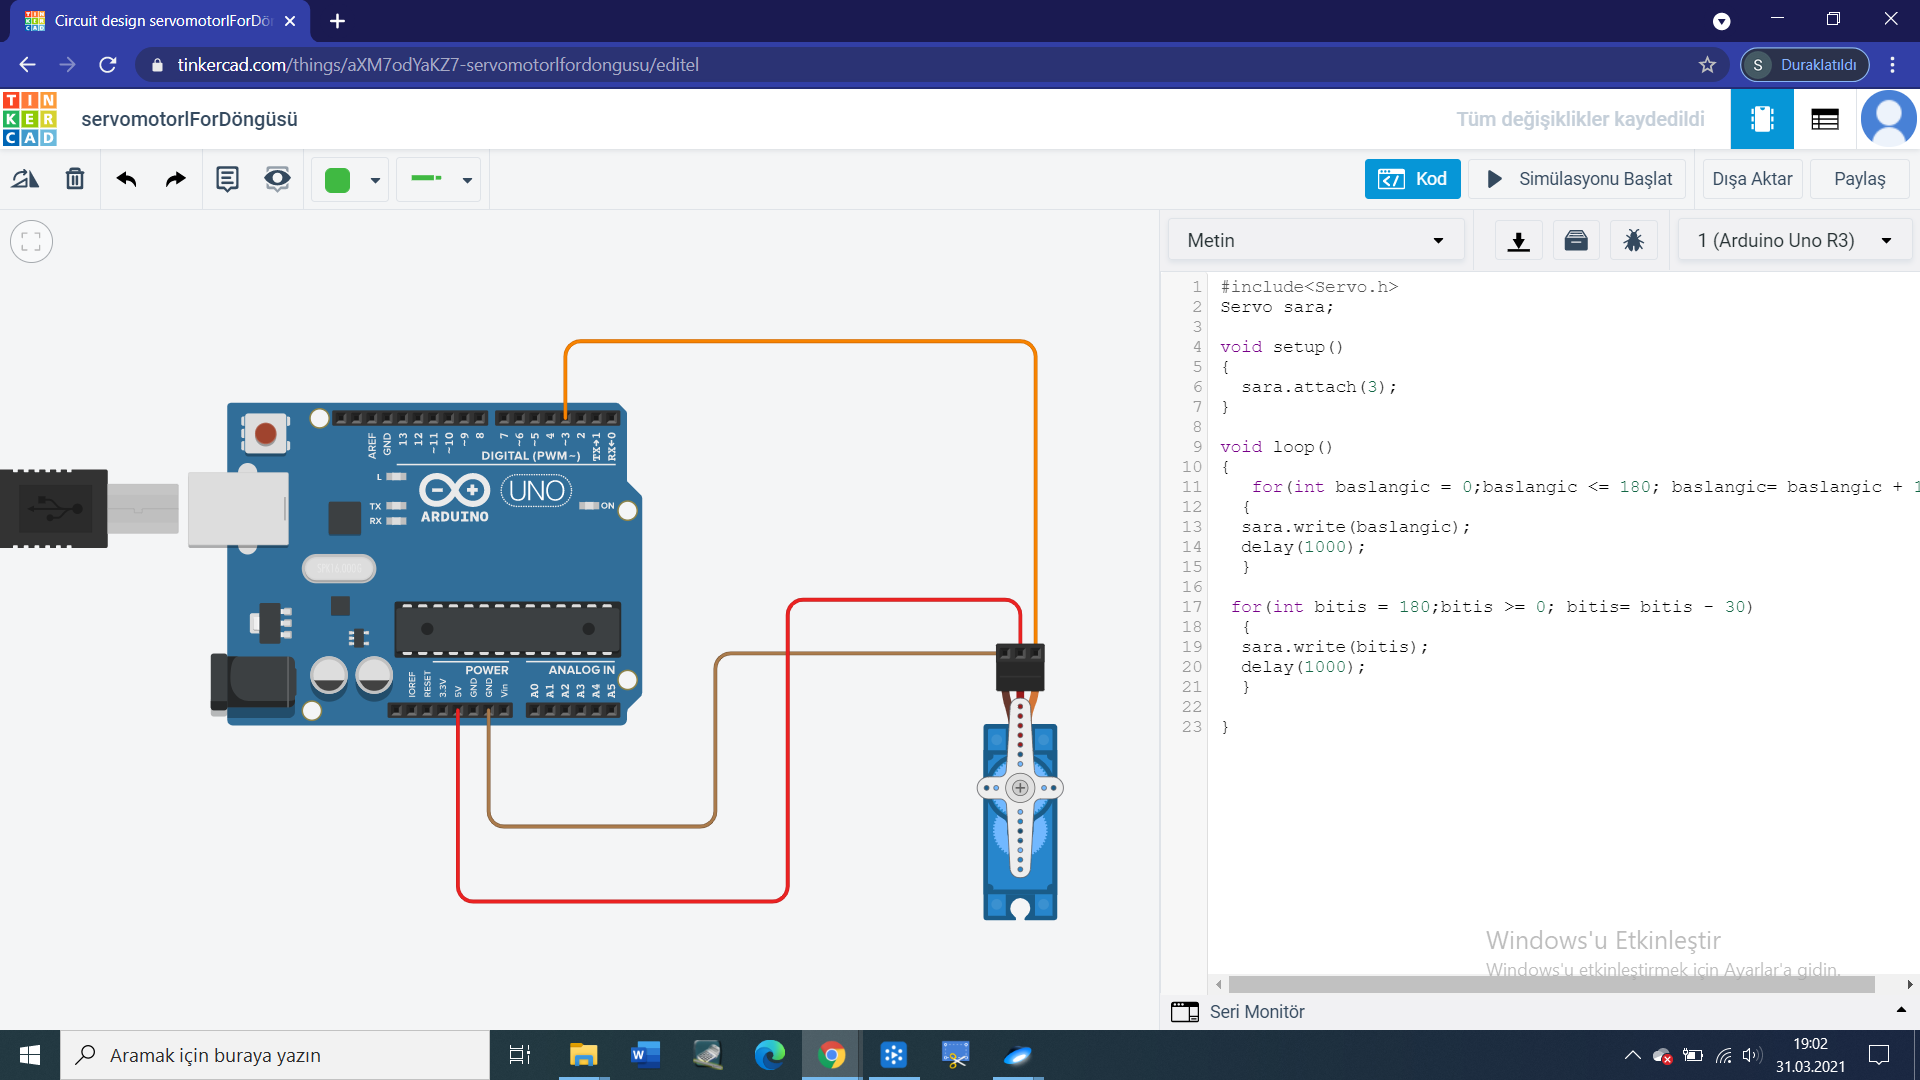 Circuit design servomotorIForDö
tinkercad.com/things/aXM7odYaKZ7-servomotorifordongusu/editel
S Duraklatıldı
TIN
KER
CAD
servomotorIForDöngüsü
Tüm değişiklikler kaydedildi
Kod
Simülasyonu Başlat
Dışa Aktar
Paylaş
Metin
1 (Arduino Uno R3)
1 #include<Servo.h>
2 Servo sara;
3
4 void setup()
5 {
6 sara.attach(3);
7 }
8
9 void loop()
10 {
11 for(int baslangic = 0;baslangic <= 180; baslangic= baslangic + 1
12 {
13 sara.write(baslangic);
14 delay(1000);
15 }
16
17 for(int bitis = 180;bitis >= 0; bitis= bitis - 30)
18 {
19 sara.write(bitis);
20 delay(1000);
21 }
22
23 }
AREF GND 13 12 ~11 ~10 ~9 8 7 ~6 ~5 4 ~3 2 TX→1 RX←0
DIGITAL (PWM~)
L
TX
RX
UNO
ARDUINO
ON
POWER
ANALOG IN
IOREF RESET 3.3V 5V GND GND Vin A0 A1 A2 A3 A4 A5
Windows'u Etkinleştir
Windows'u etkinleştirmek için Ayarlar'a gidin.
Seri Monitör
Aramak için buraya yazın
19:02
31.03.2021